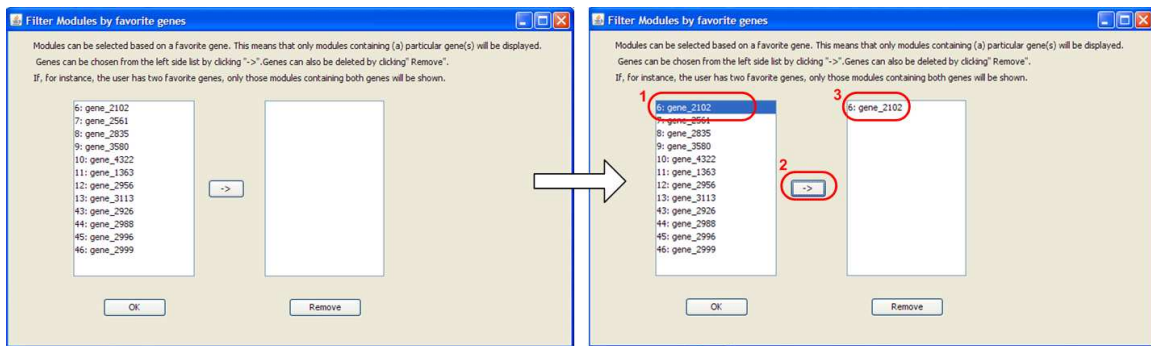 Filter Modules by favorite genes
Modules can be selected based on a favorite gene. This means that only modules containing (a) particular gene(s) will be displayed.
Genes can be chosen from the left side list by clicking "->".Genes can also be deleted by clicking" Remove".
If, for instance, the user has two favorite genes, only those modules containing both genes will be shown.
6: gene_2102
7: gene_2561
8: gene_2835
9: gene_3580
10: gene_4322
11: gene_1363
12: gene_2956
13: gene_3113
43: gene_2926
44: gene_2988
45: gene_2996
46: gene_2999
->
OK
Remove
Filter Modules by favorite genes
Modules can be selected based on a favorite gene. This means that only modules containing (a) particular gene(s) will be displayed.
Genes can be chosen from the left side list by clicking "->".Genes can also be deleted by clicking" Remove".
If, for instance, the user has two favorite genes, only those modules containing both genes will be shown.
1
6: gene_2102
7: gene_2561
8: gene_2835
9: gene_3580
10: gene_4322
11: gene_1363
12: gene_2956
13: gene_3113
43: gene_2926
44: gene_2988
45: gene_2996
46: gene_2999
2
->
3
6: gene_2102
OK
Remove